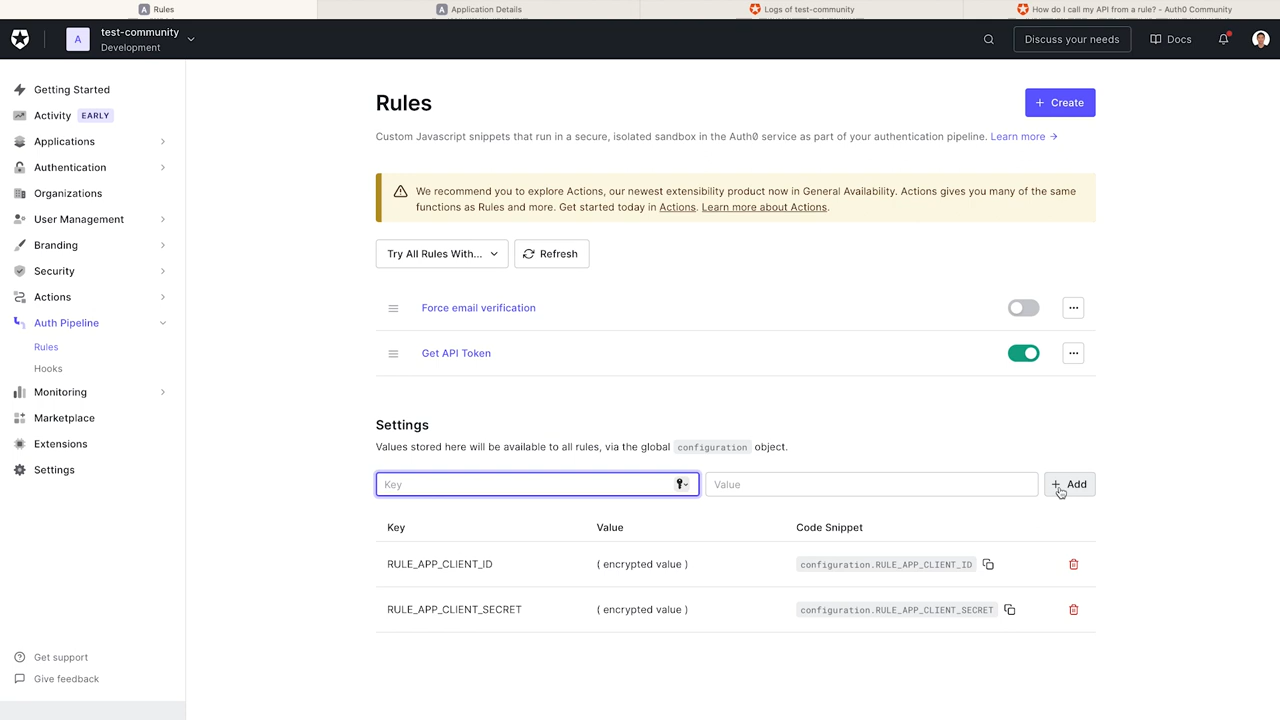 Rules
Application Details
Logs of test-community
How do I call my API from a rule? - Auth0 Community
A
test-community
Development
Discuss your needs
Docs
Getting Started
Activity EARLY
Applications
Authentication
Organizations
User Management
Branding
Security
Actions
Auth Pipeline
Rules
Hooks
Monitoring
Marketplace
Extensions
Settings
Get support
Give feedback
Rules
+ Create
Custom Javascript snippets that run in a secure, isolated sandbox in the Auth0 service as part of your authentication pipeline. Learn more →
We recommend you to explore Actions, our newest extensibility product now in General Availability. Actions gives you many of the same
functions as Rules and more. Get started today in Actions. Learn more about Actions.
Try All Rules With...
Refresh
Force email verification
Get API Token
Settings
Values stored here will be available to all rules, via the global configuration object.
Key
Value
+ Add
Key Value Code Snippet
RULE_APP_CLIENT_ID ( encrypted value ) configuration.RULE_APP_CLIENT_ID
RULE_APP_CLIENT_SECRET ( encrypted value ) configuration.RULE_APP_CLIENT_SECRET